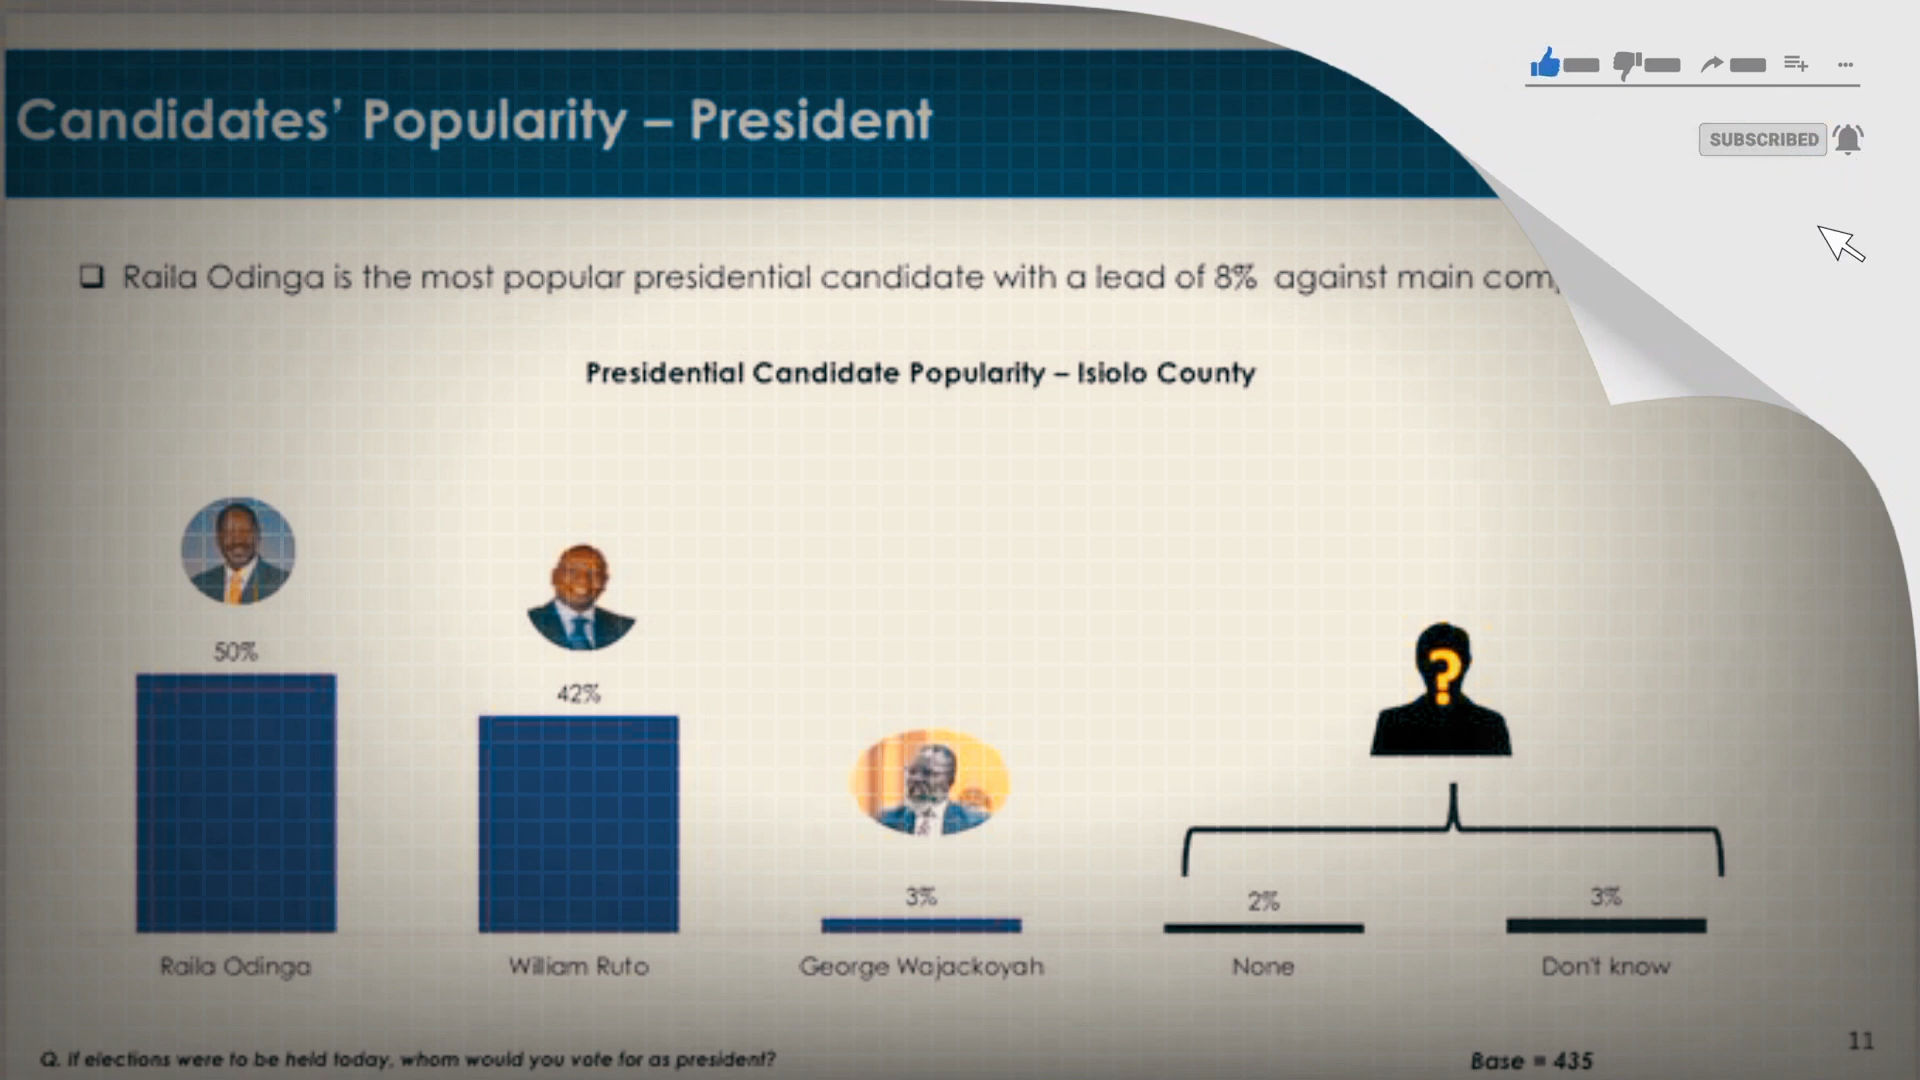 Candidates' Popularity – President
SUBSCRIBED
Raila Odinga is the most popular presidential candidate with a lead of 8% against main
Presidential Candidate Popularity – Isiolo County
50%
42%
?
3%
2%
3%
Raila Odinga
William Ruto
George Wajackoyah
None
Don't know
11
Q. If elections were to be held today, whom would you vote for as president?
Base = 435